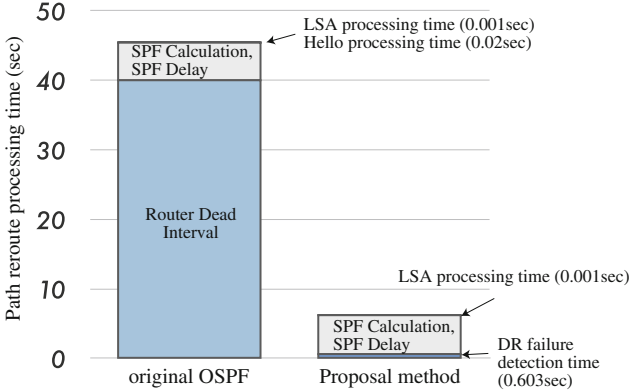 50
LSA processing time (0.001sec)
Hello processing time (0.02sec)
SPF Calculation,
SPF Delay
40
30
Path reroute processing time (sec)
Router Dead
Interval
20
LSA processing time (0.001sec)
10
SPF Calculation,
SPF Delay
DR failure
detection time
(0.603sec)
0
original OSPF
Proposal method